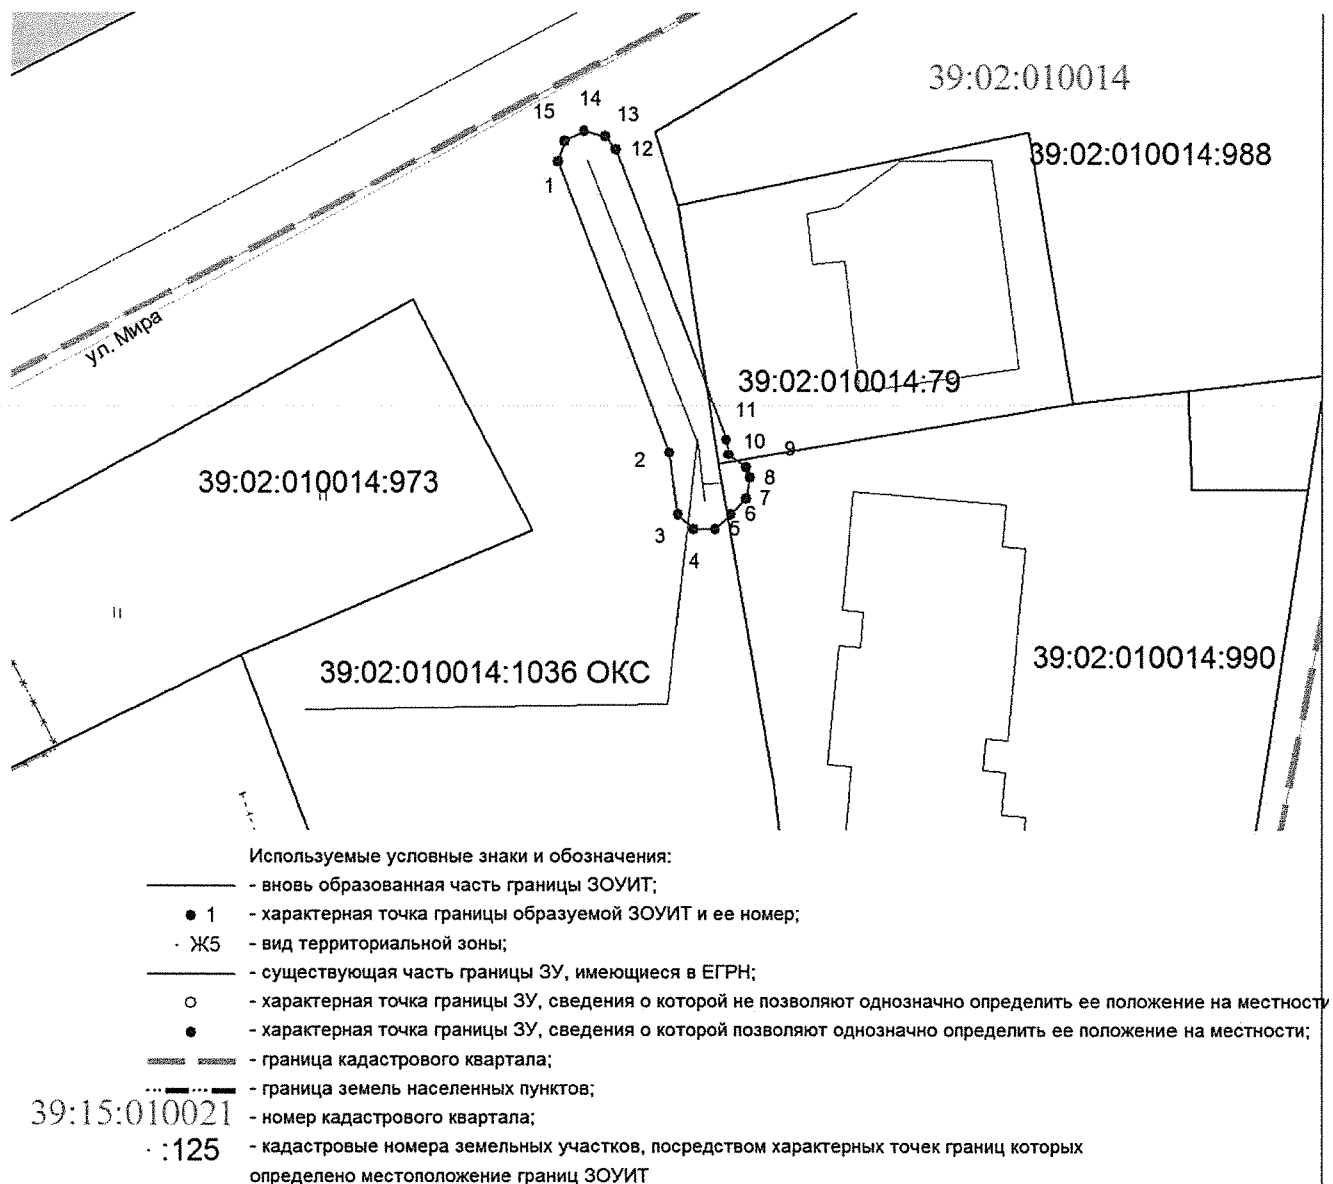 39:02:010014
14
15
13
12
39:02:010014:988
1
ул. Мира
39:02:010014:79
11
10
9
2
8
39:02:010014:973
7
6
3
5
4
39:02:010014:1036 ОКС
39:02:010014:990
Используемые условные знаки и обозначения:
- вновь образованная часть границы ЗОУИТ;
1 - характерная точка границы образуемой ЗОУИТ и ее номер;
Ж5 - вид территориальной зоны;
- существующая часть границы ЗУ, имеющиеся в ЕГРН;
- характерная точка границы ЗУ, сведения о которой не позволяют однозначно определить ее положение на местности
- характерная точка границы ЗУ, сведения о которой позволяют однозначно определить ее положение на местности;
- граница кадастрового квартала;
- граница земель населенных пунктов;
39:15:010021 - номер кадастрового квартала;
:125 - кадастровые номера земельных участков, посредством характерных точек границ которых
определено местоположение границ ЗОУИТ